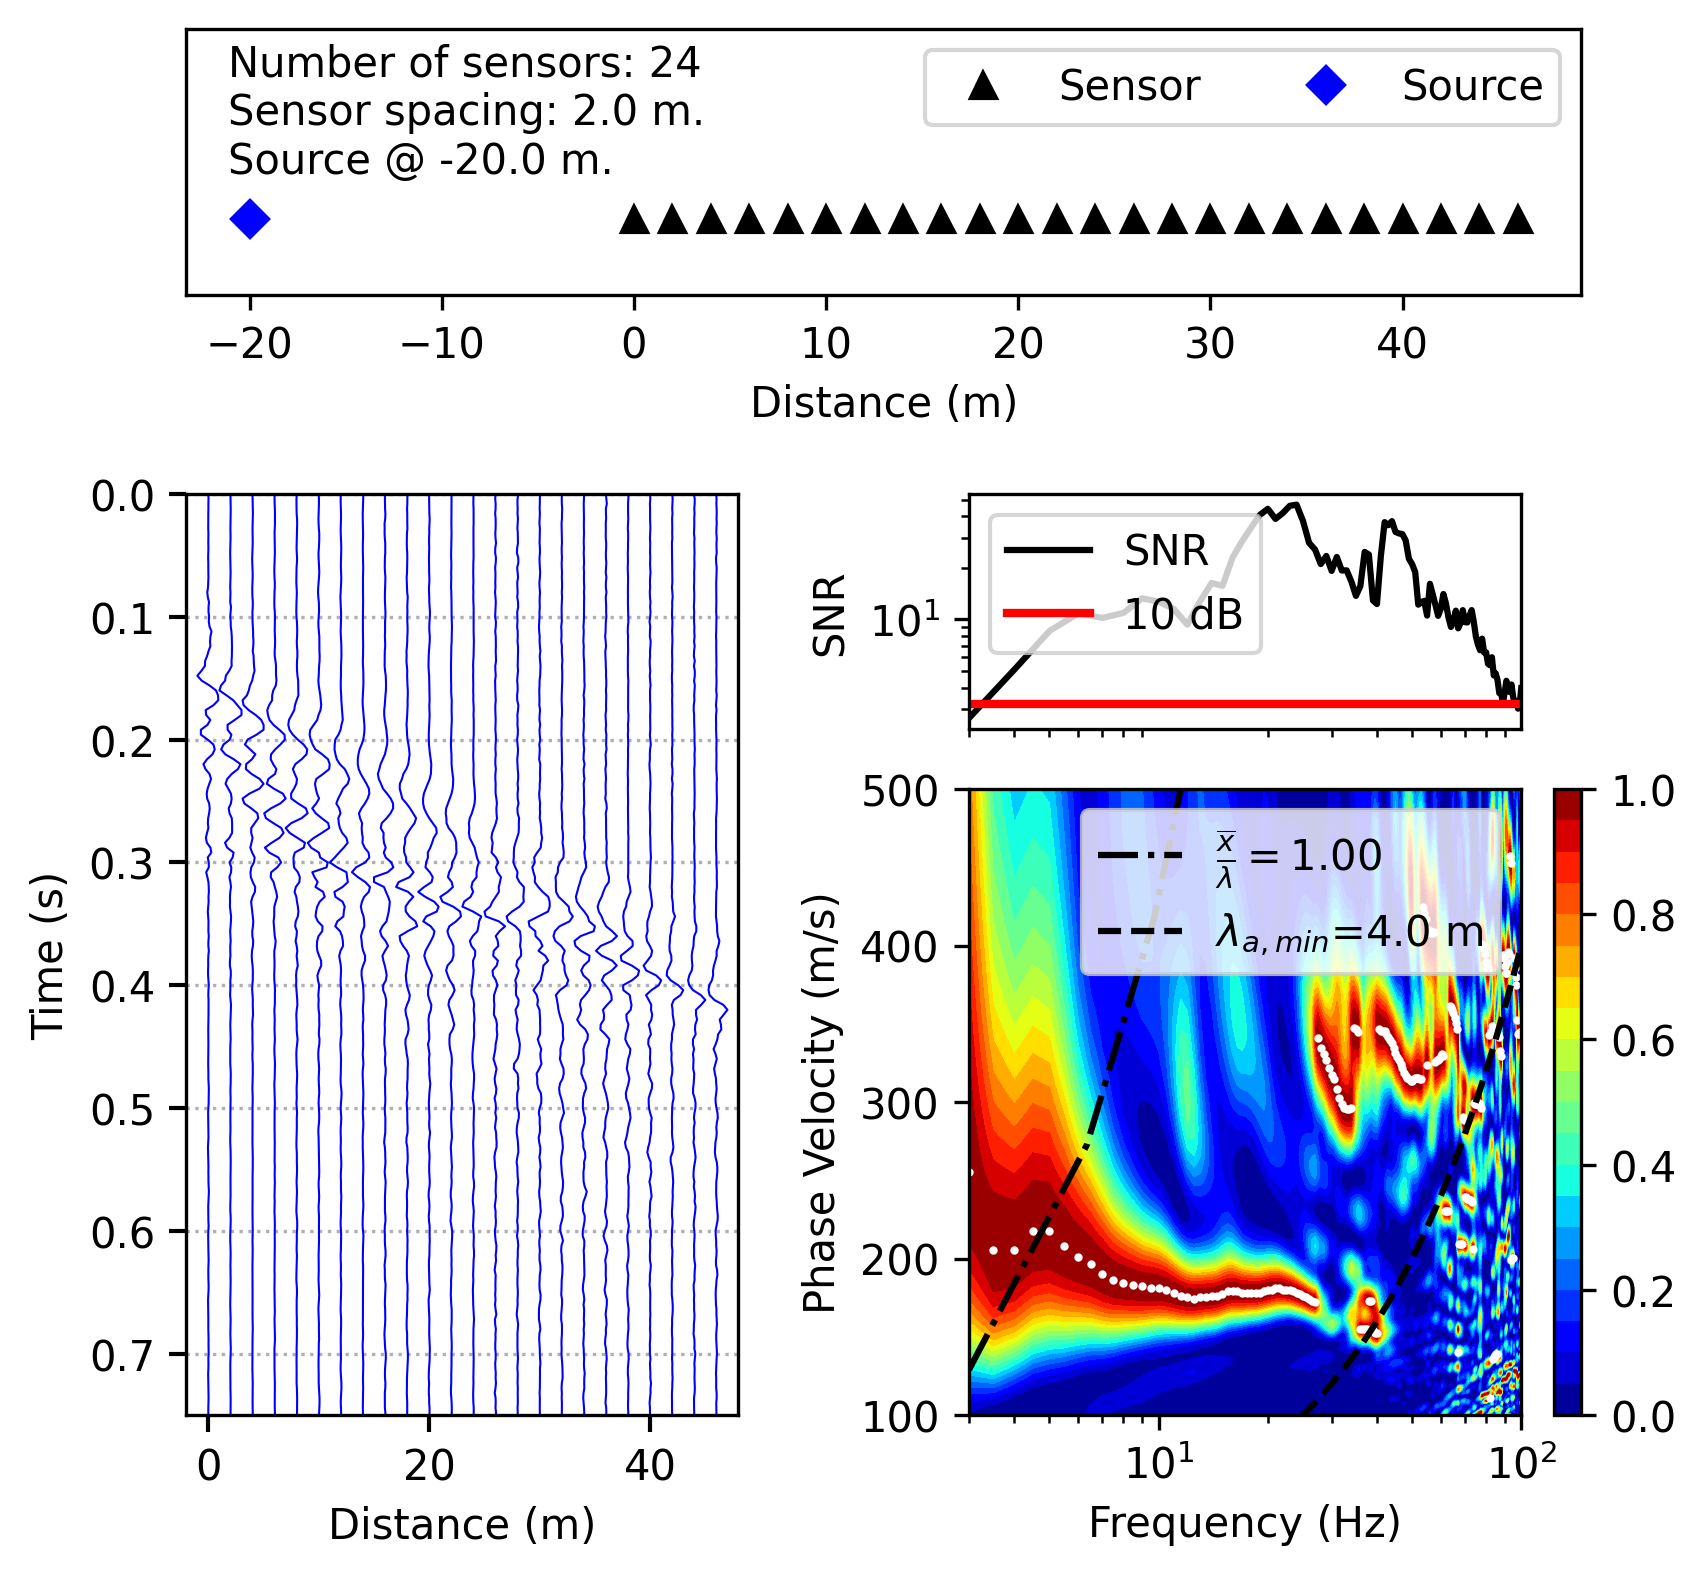 Number of sensors: 24
Sensor spacing: 2.0 m.
Source @ -20.0 m.
Sensor
Source
−20 −10 0 10 20 30 40
Distance (m)
0.0
0.1
0.2
0.3
0.4
0.5
0.6
0.7
Time (s)
0 20 40
Distance (m)
SNR
10¹
SNR
10 dB
500
400
300
200
100
Phase Velocity (m/s)
x̅/λ = 1.00
λₐ,ₘᵢₙ=4.0 m
10¹ 10²
Frequency (Hz)
1.0
0.8
0.6
0.4
0.2
0.0